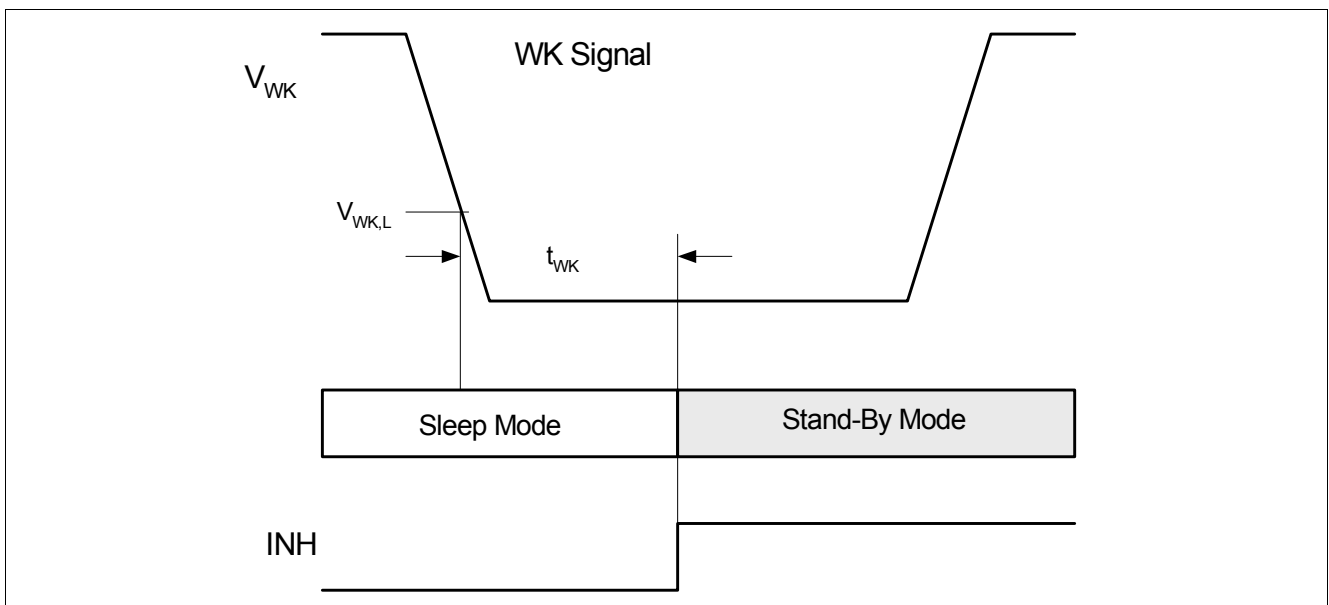 WK Signal
V_WK
V_WK,L
t_WK
Sleep Mode
Stand-By Mode
INH